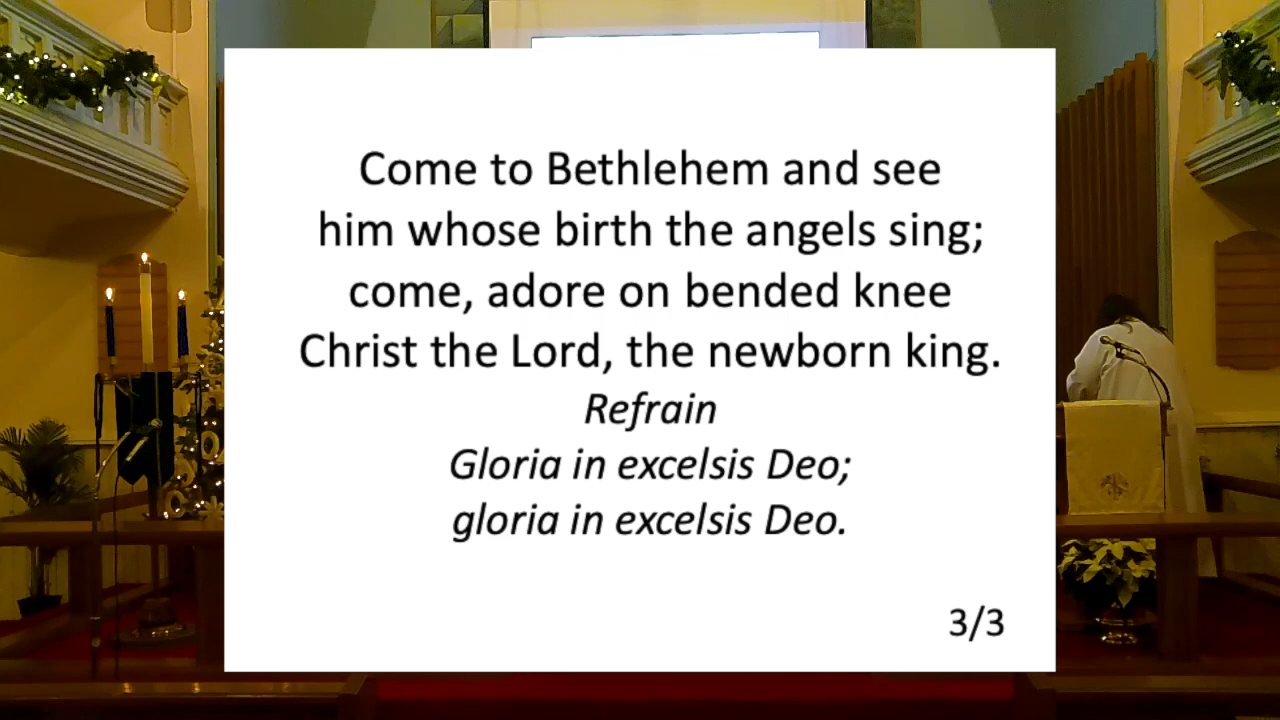 Come to Bethlehem and see
him whose birth the angels sing;
come, adore on bended knee
Christ the Lord, the newborn king.
Refrain
Gloria in excelsis Deo;
gloria in excelsis Deo.
3/3